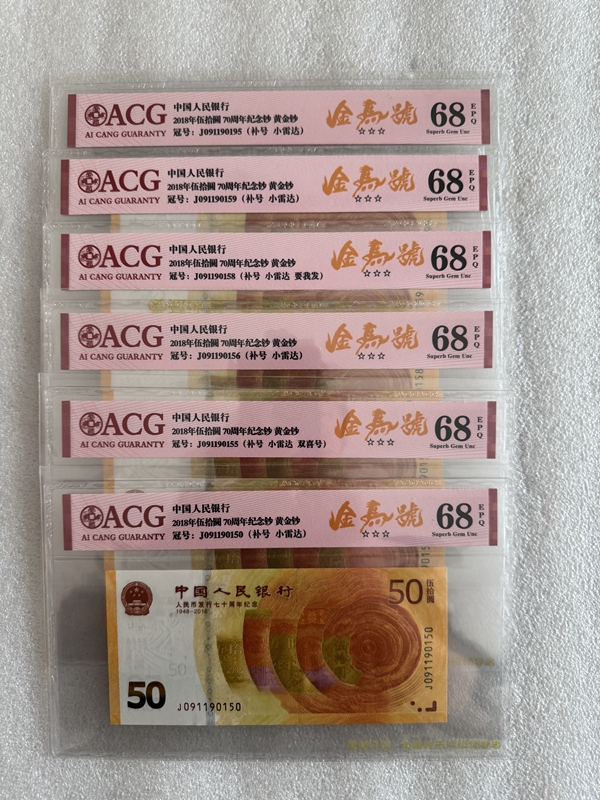 ACG
AI CANG GUARANTY
中国人民银行
2018年伍拾圆 70周年纪念钞 黄金钞
冠号: J091190195 (补号 小雷达)
金馬號
☆☆☆
68
EPQ
Superb Gem Unc
ACG
AI CANG GUARANTY
中国人民银行
2018年伍拾圆 70周年纪念钞 黄金钞
冠号: J091190159 (补号 小雷达)
金馬號
☆☆☆
68
EPQ
Superb Gem Unc
ACG
AI CANG GUARANTY
中国人民银行
2018年伍拾圆 70周年纪念钞 黄金钞
冠号: J091190158 (补号 小雷达 要我发)
金馬號
☆☆☆
68
EPQ
Superb Gem Unc
ACG
AI CANG GUARANTY
中国人民银行
2018年伍拾圆 70周年纪念钞 黄金钞
冠号: J091190156 (补号 小雷达)
金馬號
☆☆☆
68
EPQ
Superb Gem Unc
ACG
AI CANG GUARANTY
中国人民银行
2018年伍拾圆 70周年纪念钞 黄金钞
冠号: J091190155 (补号 小雷达 双喜号)
金馬號
☆☆☆
68
EPQ
Superb Gem Unc
ACG
AI CANG GUARANTY
中国人民银行
2018年伍拾圆 70周年纪念钞 黄金钞
冠号: J091190150 (补号 小雷达)
金馬號
☆☆☆
68
EPQ
Superb Gem Unc
中国人民银行
人民币发行七十周年纪念
1948-2018
50
伍拾圆
50
J091190150
50
J091190150